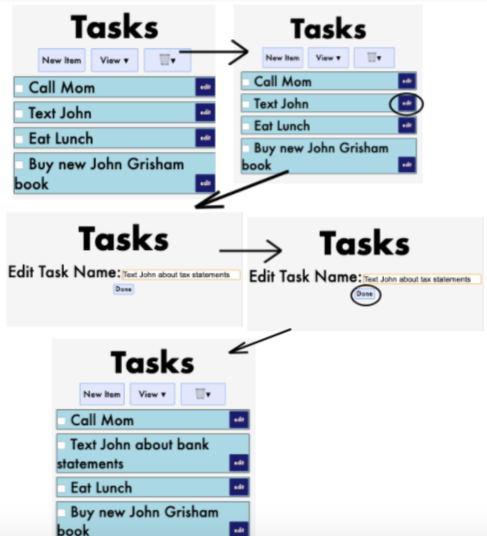 Tasks
New Item View ▾ ▾
Call Mom edit
Text John edit
Eat Lunch edit
Buy new John Grisham
book edit
Tasks
New Item View ▾ ▾
Call Mom edit
Text John edit
Eat Lunch edit
Buy new John Grisham
book edit
Tasks
Edit Task Name: Text John about tax statements
Done
Tasks
Edit Task Name: Text John about tax statements
Done
Tasks
New Item View ▾ ▾
Call Mom edit
Text John about bank
statements edit
Eat Lunch edit
Buy new John Grisham
book edit